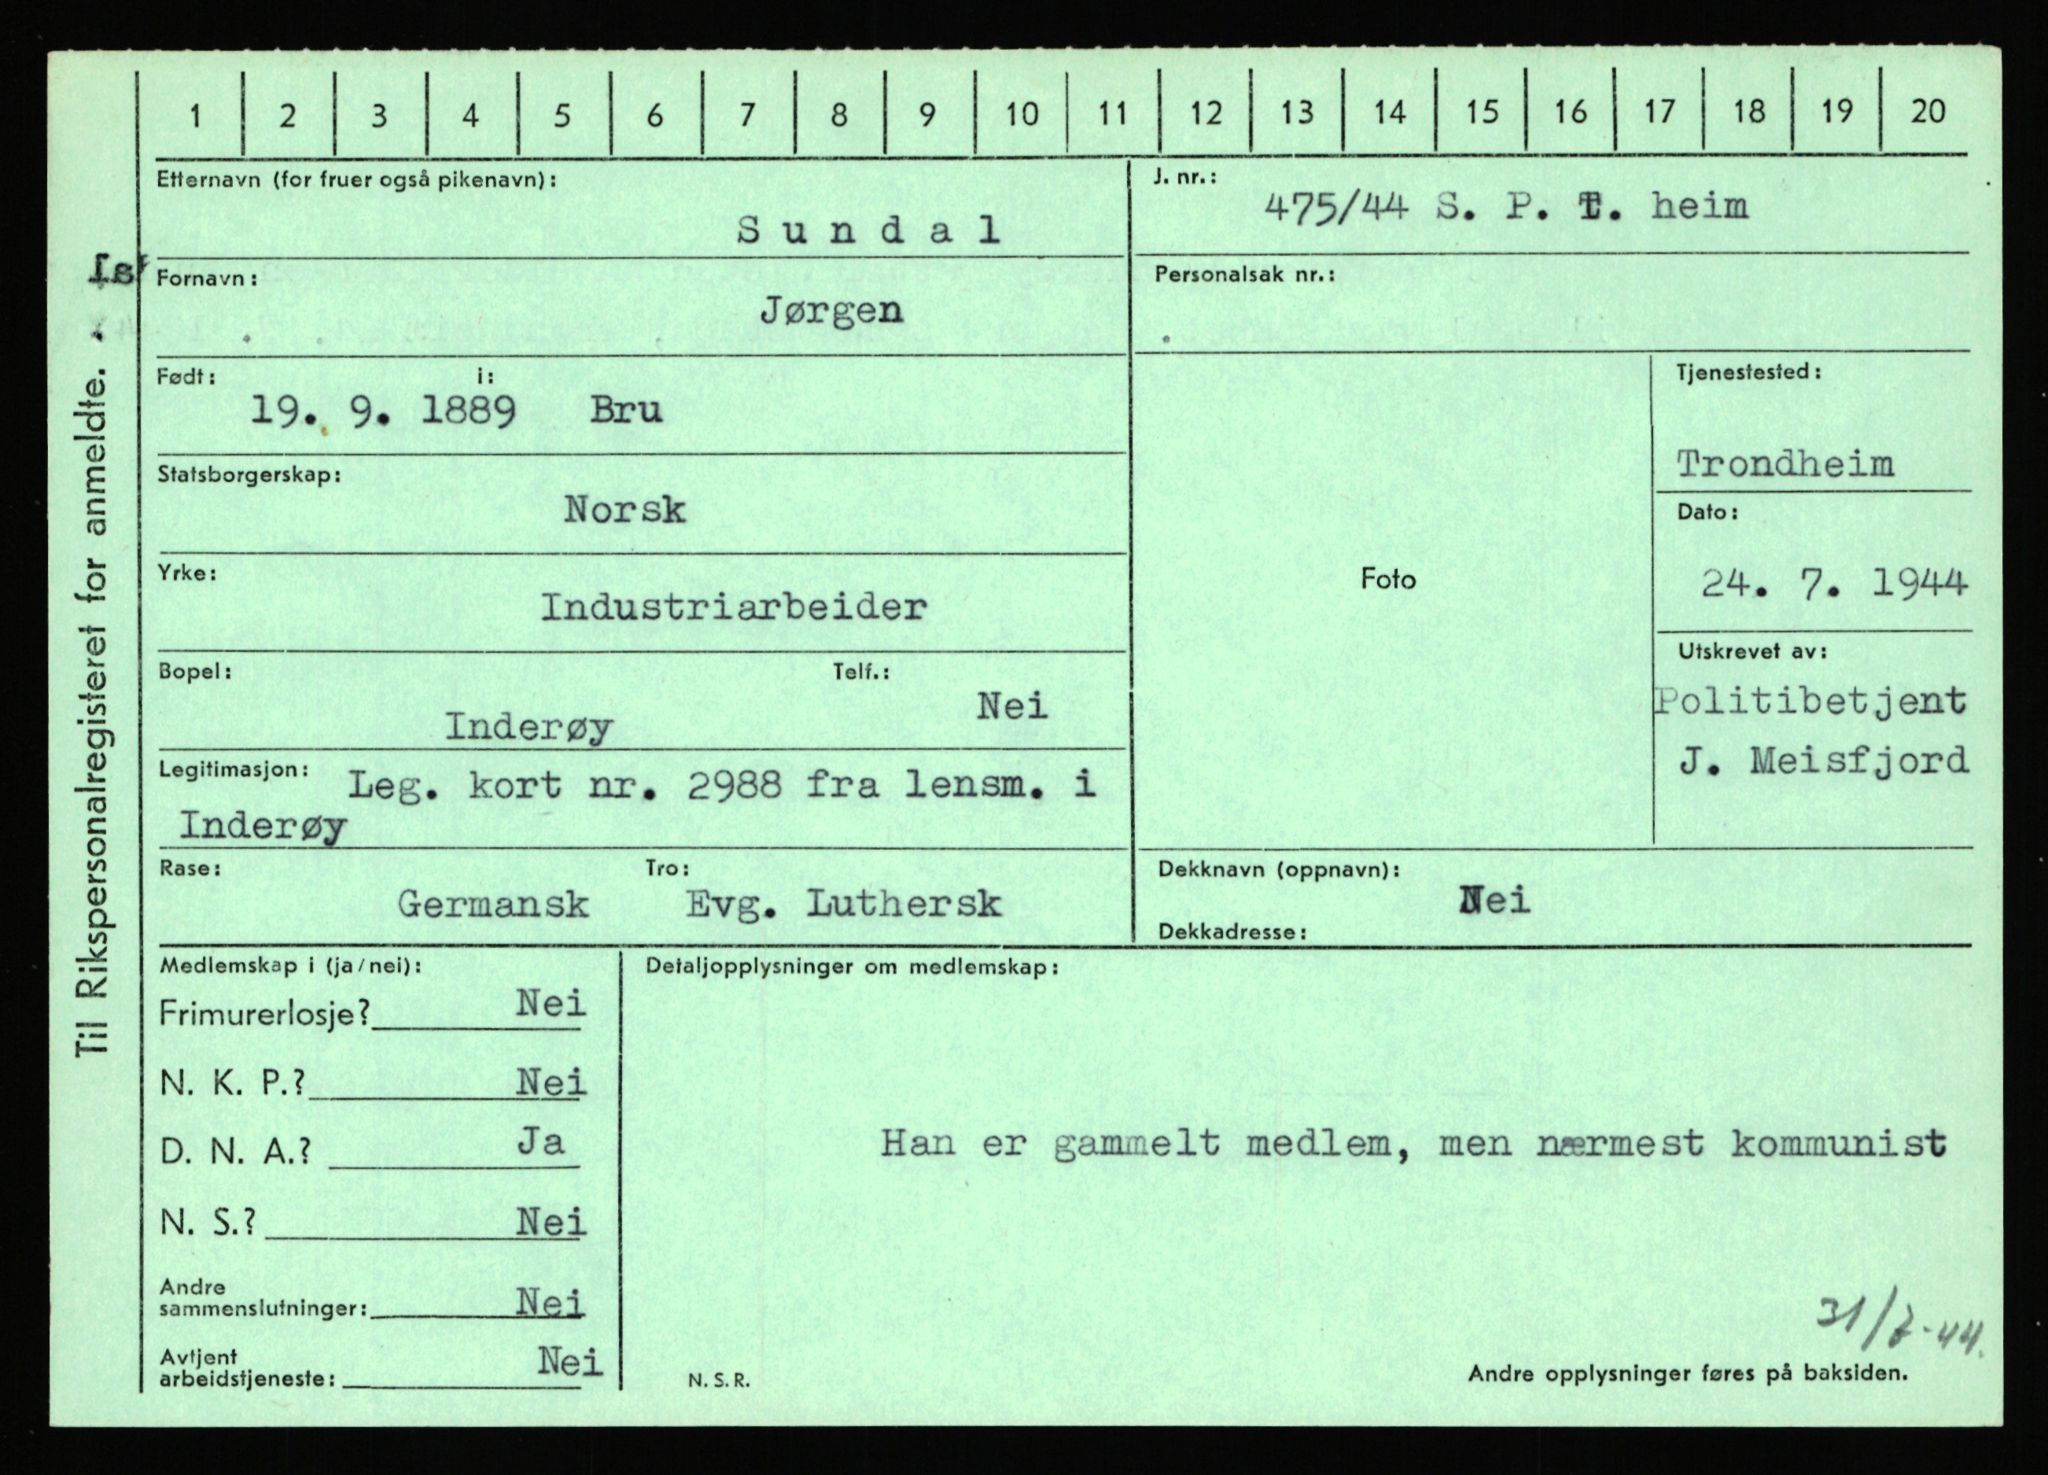 1 2 3 4 5 6 7 8 9 10 11 12 13 14 15 16 17 18 19 20
Til Rikspersonalregisteret for anmeldte.
Etternavn (for fruer også pikenavn):
Sundal
J. nr.:
475/44 S. P. T. heim
Fornavn:
Jørgen
Personalsak nr.:
Født: i:
19. 9. 1889 Bru
Statsborgerskap:
Norsk
Yrke:
Industriarbeider
Bopel: Telf.:
Inderøy Nei
Legitimasjon: Leg. kort nr. 2988 fra lensm. i
Inderøy
Rase: Tro:
Germansk Evg. Luthersk
Foto
Tjenestested:
Trondheim
Dato:
24. 7. 1944
Utskrevet av:
Politibetjent
J. Meisfjord
Dekknavn (oppnavn):
Nei
Dekkadresse:
Medlemskap i (ja/nei):
Frimurerlosje? Nei
N. K. P.? Nei
D. N. A.? Ja
N. S.? Nei
Andre
sammenslutninger: Nei
Avtjent
arbeidstjeneste: Nei
Detaljopplysninger om medlemskap:
Han er gammelt medlem, men nærmest kommunist
31/7-44.
N. S. R.
Andre opplysninger føres på baksiden.